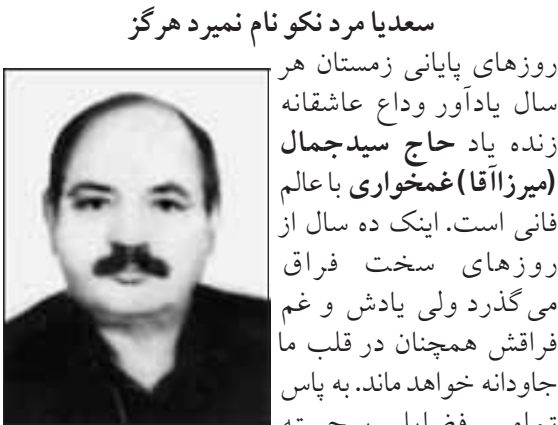 سعدیا مرد نکو نام نمیرد هرگز
روزهای پایانی زمستان هر
سال یادآور وداع عاشقانه
زنده یاد حاج سیدجمال
(میرزاآقا)غمخواری با عالم
فانی است. اینک ده سال از
روزهای سخت فراق
می‌گذرد ولی یادش و غم
فراقش همچنان در قلب ما
جاودانه خواهد ماند. به پاس